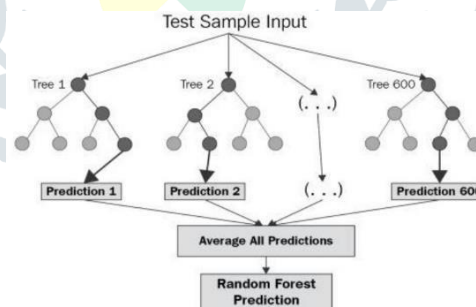 Test Sample Input
Tree 1
Tree 2
(. . .)
Tree 600
Prediction 1
Prediction 2
(. . .)
Prediction 600
Average All Predictions
Random Forest
Prediction